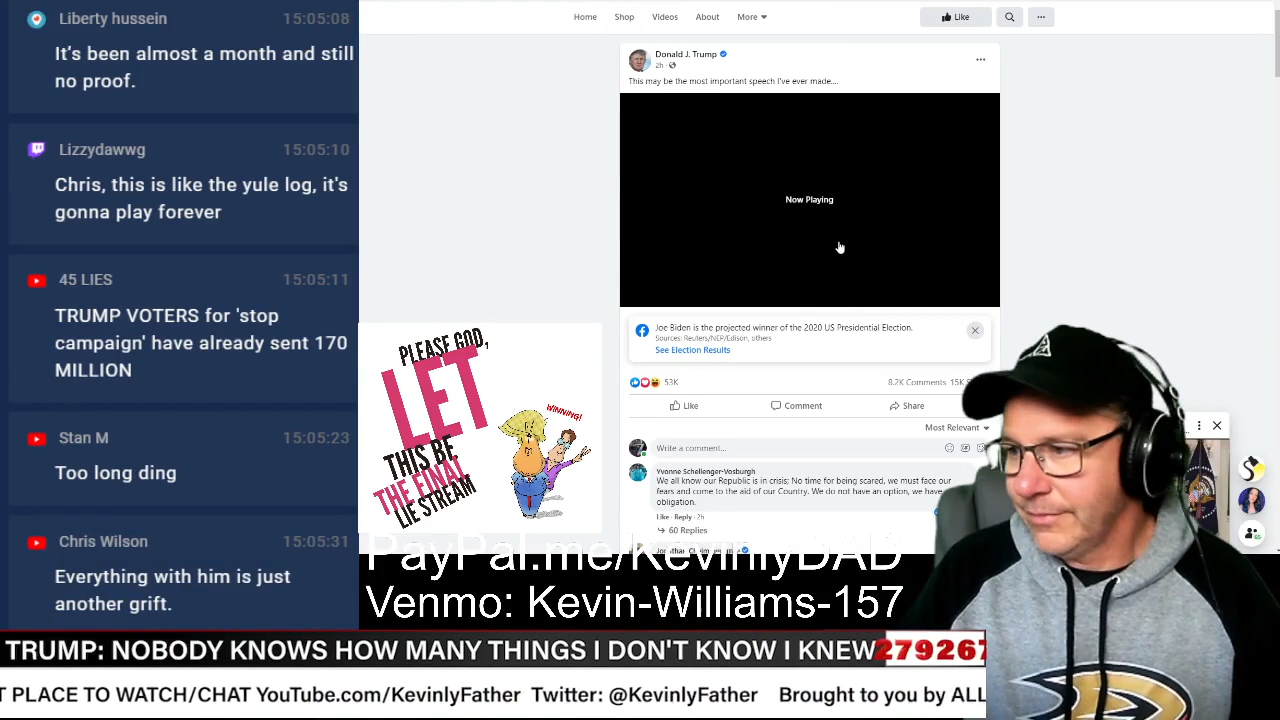 Liberty hussein 15:05:08
It's been almost a month and still
no proof.
Lizzydawwg 15:05:10
Chris, this is like the yule log, it's
gonna play forever
45 LIES 15:05:11
TRUMP VOTERS for 'stop
campaign' have already sent 170
MILLION
Stan M 15:05:23
Too long ding
Chris Wilson 15:05:31
Everything with him is just
another grift.
Home Shop Videos About More
Like
Donald J. Trump
2h
This may be the most important speech I've ever made....
Now Playing
Joe Biden is the projected winner of the 2020 US Presidential Election.
Sources: Reuters/NEP/Edison, others
See Election Results
53K 8.2K Comments 15K
Like Comment Share
Most Relevant
Write a comment...
Yvonne Schellenger-Vosburgh
We all know our Republic is in crisis; No time for being scared, we must face our
fears and come to the aid of our Country. We do not have an option, we have
obligation.
Like · Reply · 2h
60 Replies
PLEASE GOD,
LET
THIS BE
THE FINAL
LIE STREAM
WINNING!
PayPal.me/KevinlyDAD
Venmo: Kevin-Williams-157
TRUMP: NOBODY KNOWS HOW MANY THINGS I DON'T KNOW I KNEW 279267
T PLACE TO WATCH/CHAT YouTube.com/KevinlyFather Twitter: @KevinlyFather Brought to you by ALL